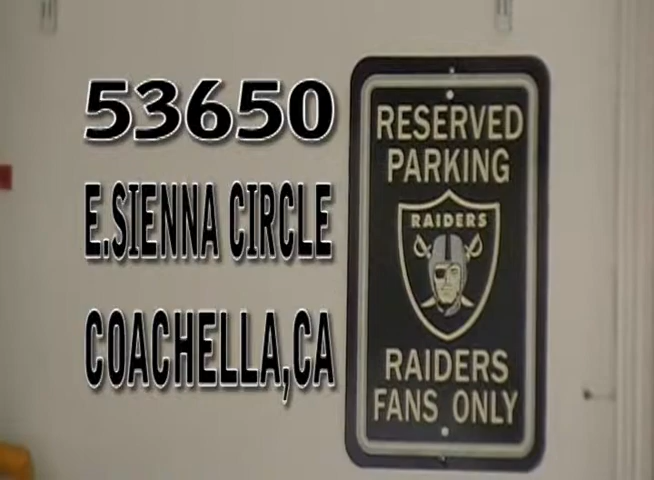 53650
E.SIENNA CIRCLE
COACHELLA,CA
RESERVED
PARKING
RAIDERS
RAIDERS
FANS ONLY